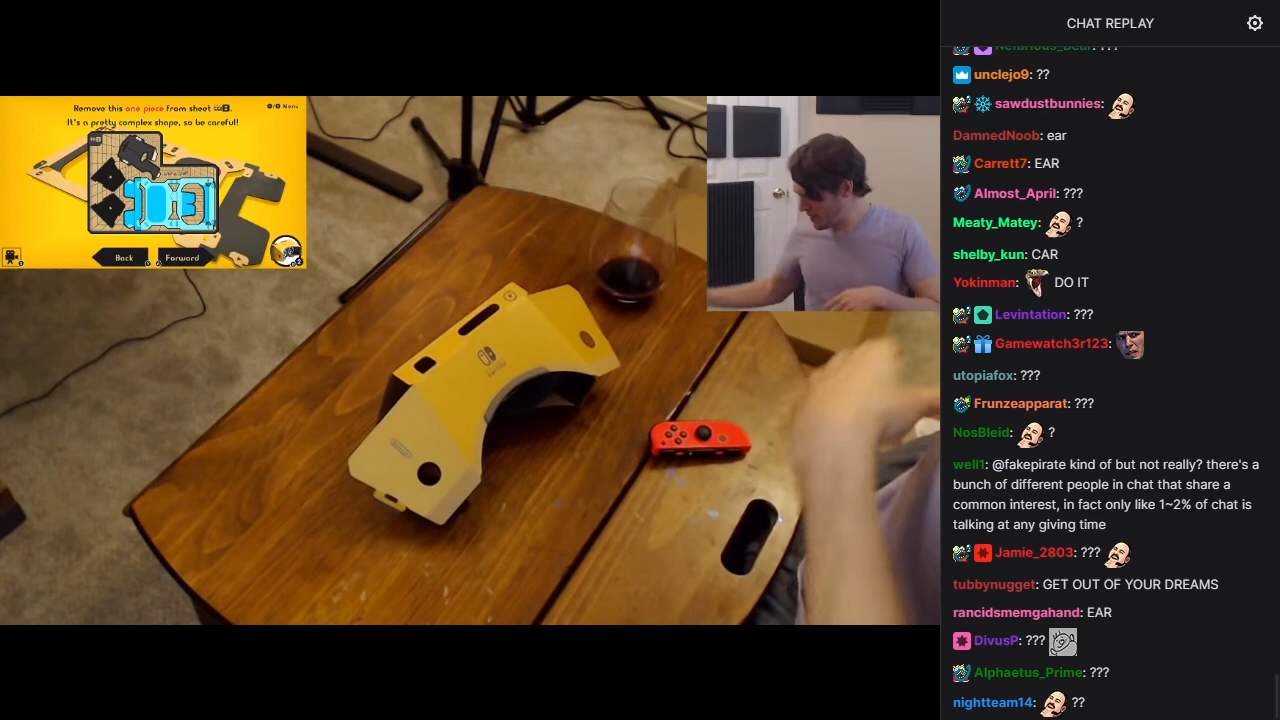 Remove this one piece from sheet B.
Menu
It's a pretty complex shape, so be careful!
Back
Forward
CHAT REPLAY
Nefarious_Bear: ???
unclejo9: ??
sawdustbunnies:
DamnedNoob: ear
Carrett7: EAR
Almost_April: ???
Meaty_Matey: ?
shelby_kun: CAR
Yokinman: DO IT
Levintation: ???
Gamewatch3r123:
utopiafox: ???
Frunzeapparat: ???
NosBleid: ?
well1: @fakepirate kind of but not really? there's a
bunch of different people in chat that share a
common interest, in fact only like 1~2% of chat is
talking at any giving time
Jamie_2803: ???
tubbynugget: GET OUT OF YOUR DREAMS
rancidsmemgahand: EAR
DivusP: ???
Alphaetus_Prime: ???
nightteam14: ??